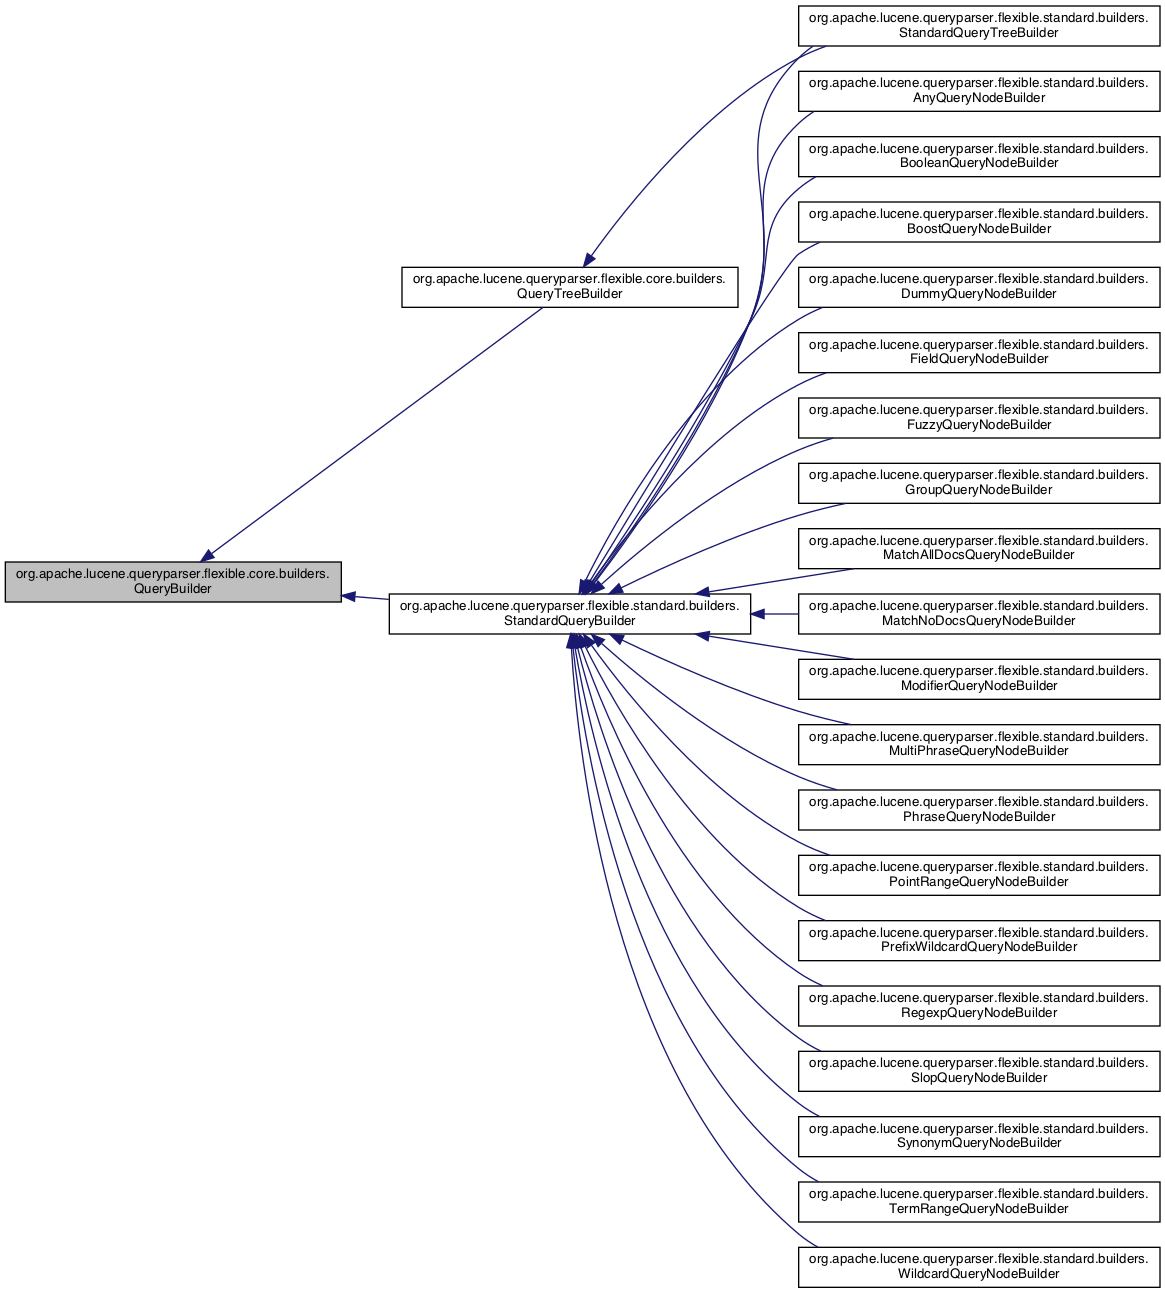 org.apache.lucene.queryparser.flexible.standard.builders.
StandardQueryTreeBuilder
org.apache.lucene.queryparser.flexible.standard.builders.
AnyQueryNodeBuilder
org.apache.lucene.queryparser.flexible.standard.builders.
BooleanQueryNodeBuilder
org.apache.lucene.queryparser.flexible.standard.builders.
BoostQueryNodeBuilder
org.apache.lucene.queryparser.flexible.core.builders.
QueryTreeBuilder
org.apache.lucene.queryparser.flexible.standard.builders.
DummyQueryNodeBuilder
org.apache.lucene.queryparser.flexible.standard.builders.
FieldQueryNodeBuilder
org.apache.lucene.queryparser.flexible.standard.builders.
FuzzyQueryNodeBuilder
org.apache.lucene.queryparser.flexible.standard.builders.
GroupQueryNodeBuilder
org.apache.lucene.queryparser.flexible.standard.builders.
MatchAllDocsQueryNodeBuilder
org.apache.lucene.queryparser.flexible.core.builders.
QueryBuilder
org.apache.lucene.queryparser.flexible.standard.builders.
StandardQueryBuilder
org.apache.lucene.queryparser.flexible.standard.builders.
MatchNoDocsQueryNodeBuilder
org.apache.lucene.queryparser.flexible.standard.builders.
ModifierQueryNodeBuilder
org.apache.lucene.queryparser.flexible.standard.builders.
MultiPhraseQueryNodeBuilder
org.apache.lucene.queryparser.flexible.standard.builders.
PhraseQueryNodeBuilder
org.apache.lucene.queryparser.flexible.standard.builders.
PointRangeQueryNodeBuilder
org.apache.lucene.queryparser.flexible.standard.builders.
PrefixWildcardQueryNodeBuilder
org.apache.lucene.queryparser.flexible.standard.builders.
RegexpQueryNodeBuilder
org.apache.lucene.queryparser.flexible.standard.builders.
SlopQueryNodeBuilder
org.apache.lucene.queryparser.flexible.standard.builders.
SynonymQueryNodeBuilder
org.apache.lucene.queryparser.flexible.standard.builders.
TermRangeQueryNodeBuilder
org.apache.lucene.queryparser.flexible.standard.builders.
WildcardQueryNodeBuilder